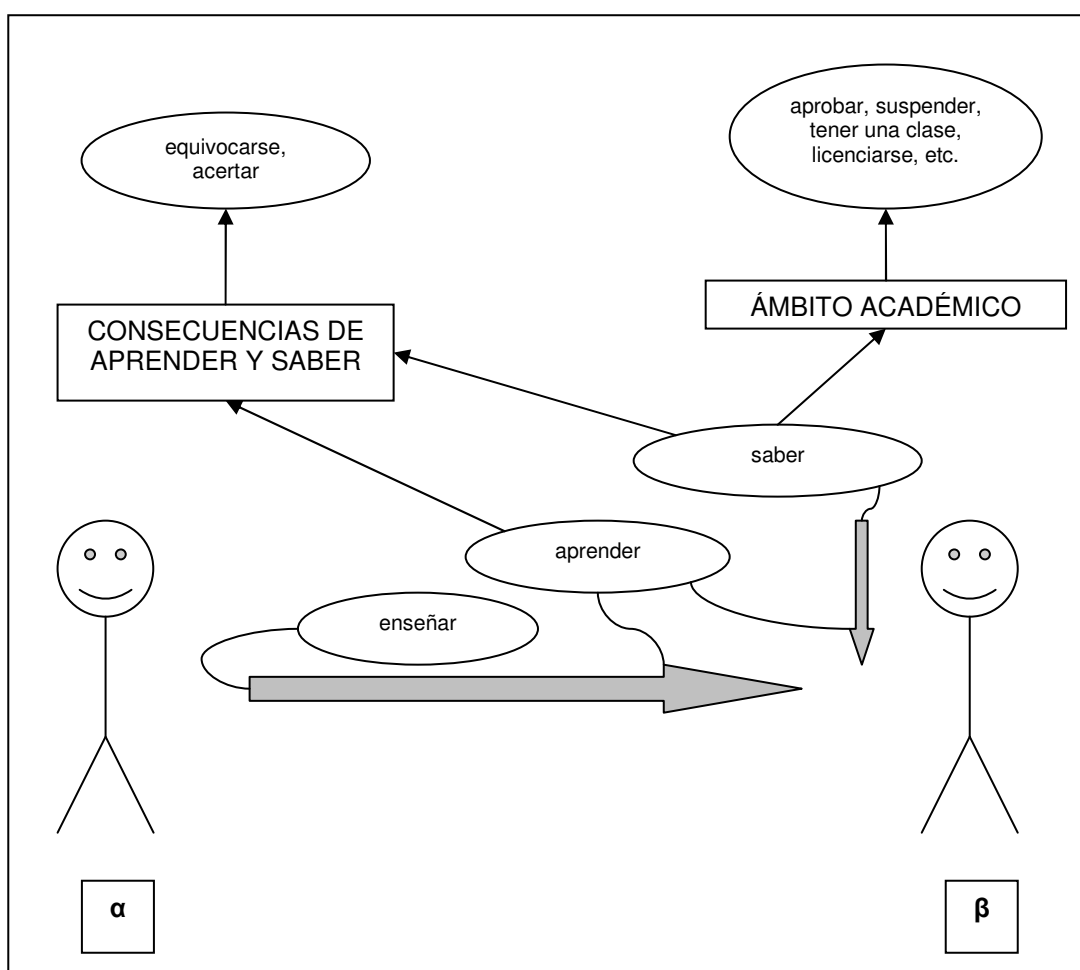 equivocarse,
acertar
aprobar, suspender,
tener una clase,
licenciarse, etc.
CONSECUENCIAS DE
APRENDER Y SABER
ÁMBITO ACADÉMICO
saber
aprender
enseñar
α
β